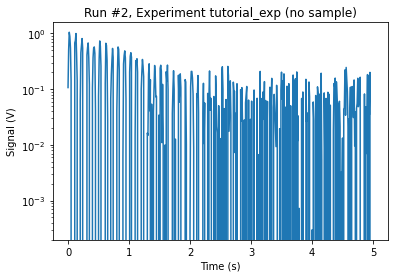 Run #2, Experiment tutorial_exp (no sample)
Signal (V)
10⁰
10⁻¹
10⁻²
10⁻³
0 1 2 3 4 5
Time (s)